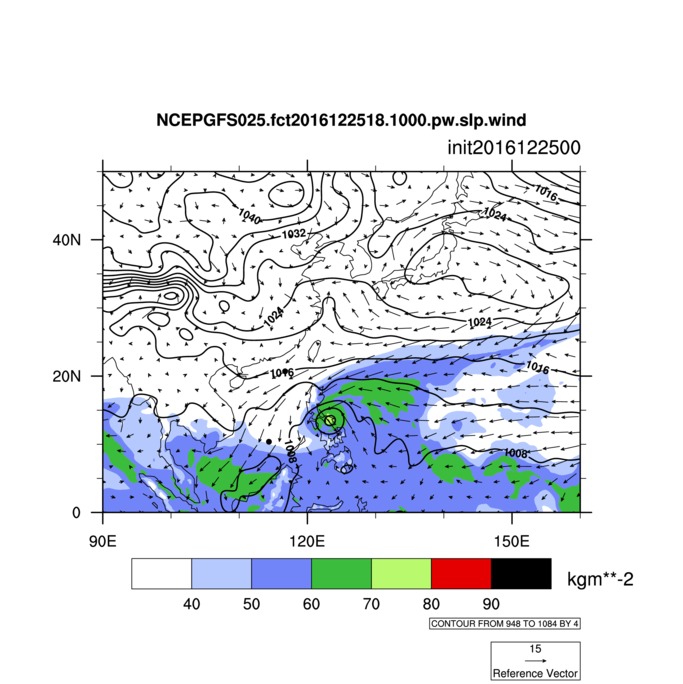 NCEPGFS025.fct2016122518.1000.pw.slp.wind
init2016122500
1016
1040
1024
1032
40N
1024
1024
1016
1016
20N
1008
1008
0
90E 120E 150E
40 50 60 70 80 90
kgm**-2
CONTOUR FROM 948 TO 1084 BY 4
15
Reference Vector